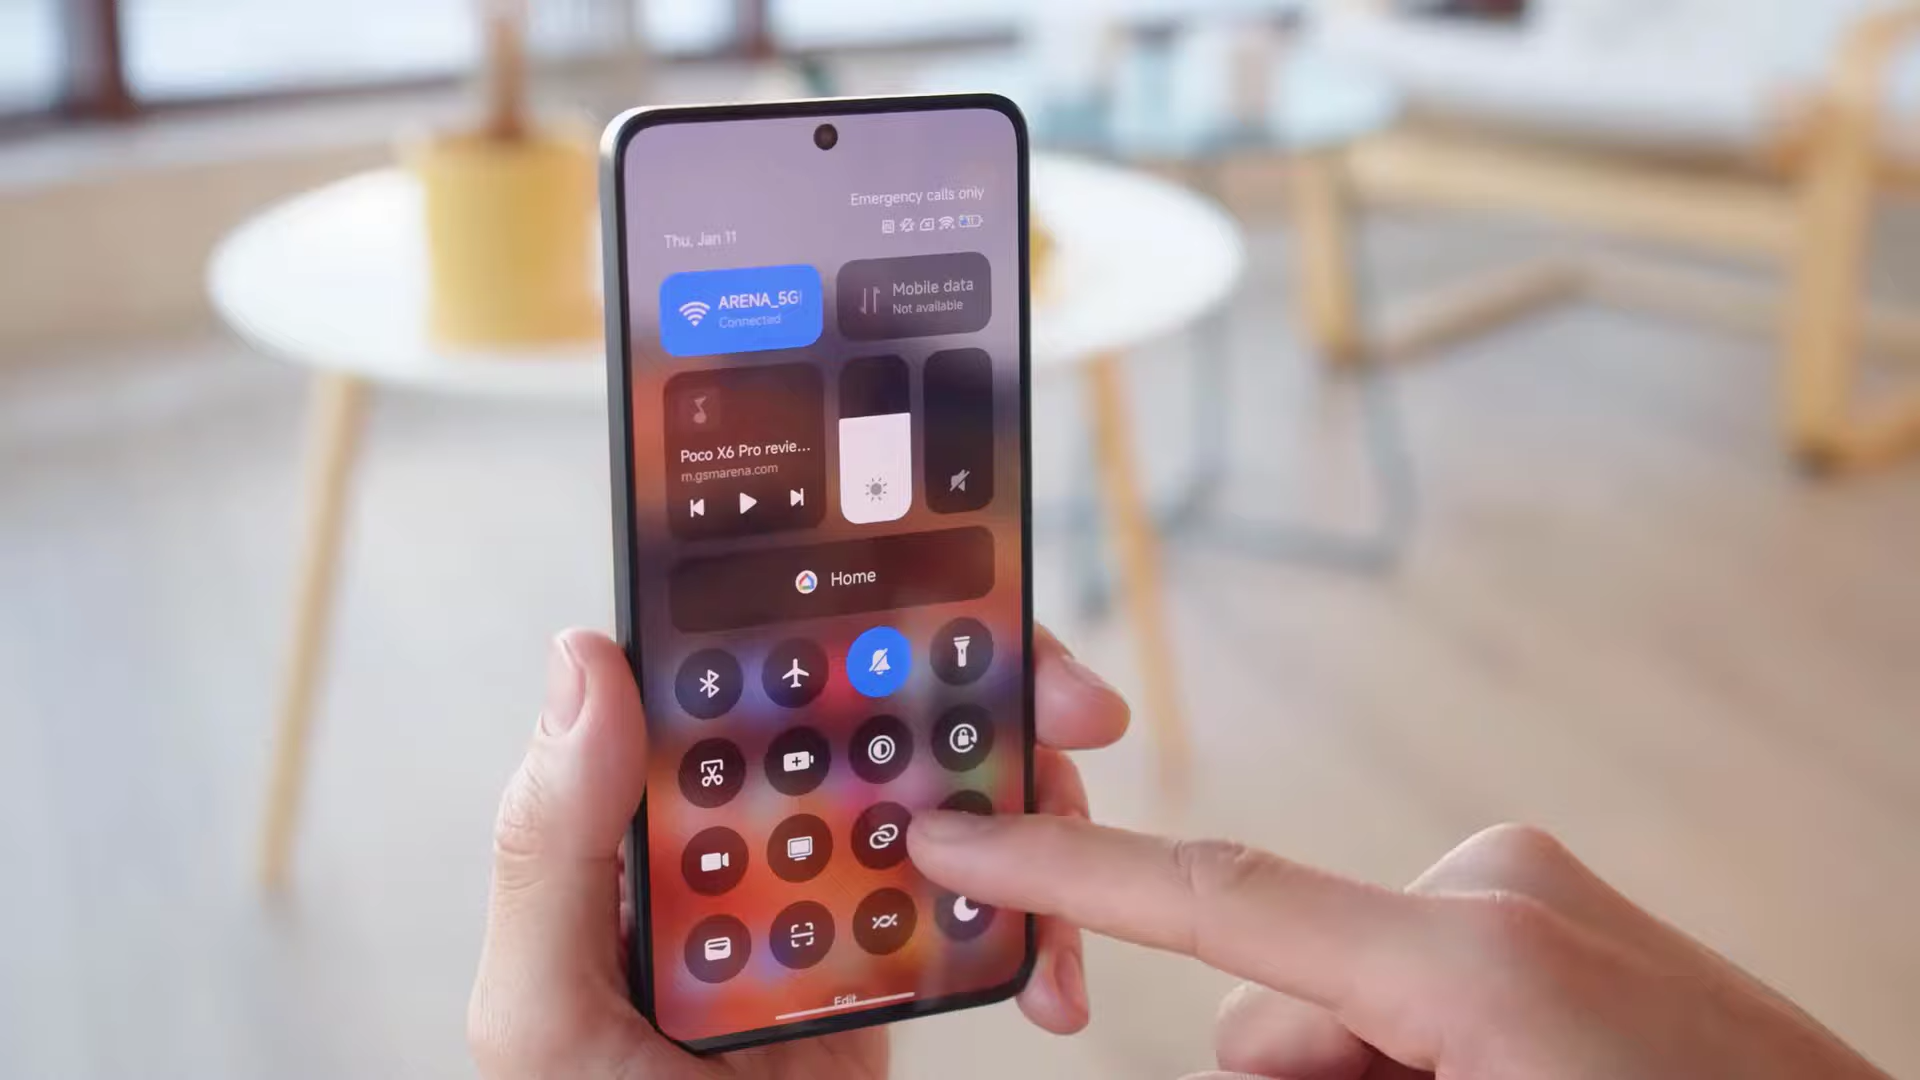 Emergency calls only
Thu, Jan 11
ARENA_5G
Connected
Mobile data
Not available
Poco X6 Pro revie...
m.gsmarena.com
Home
Edit